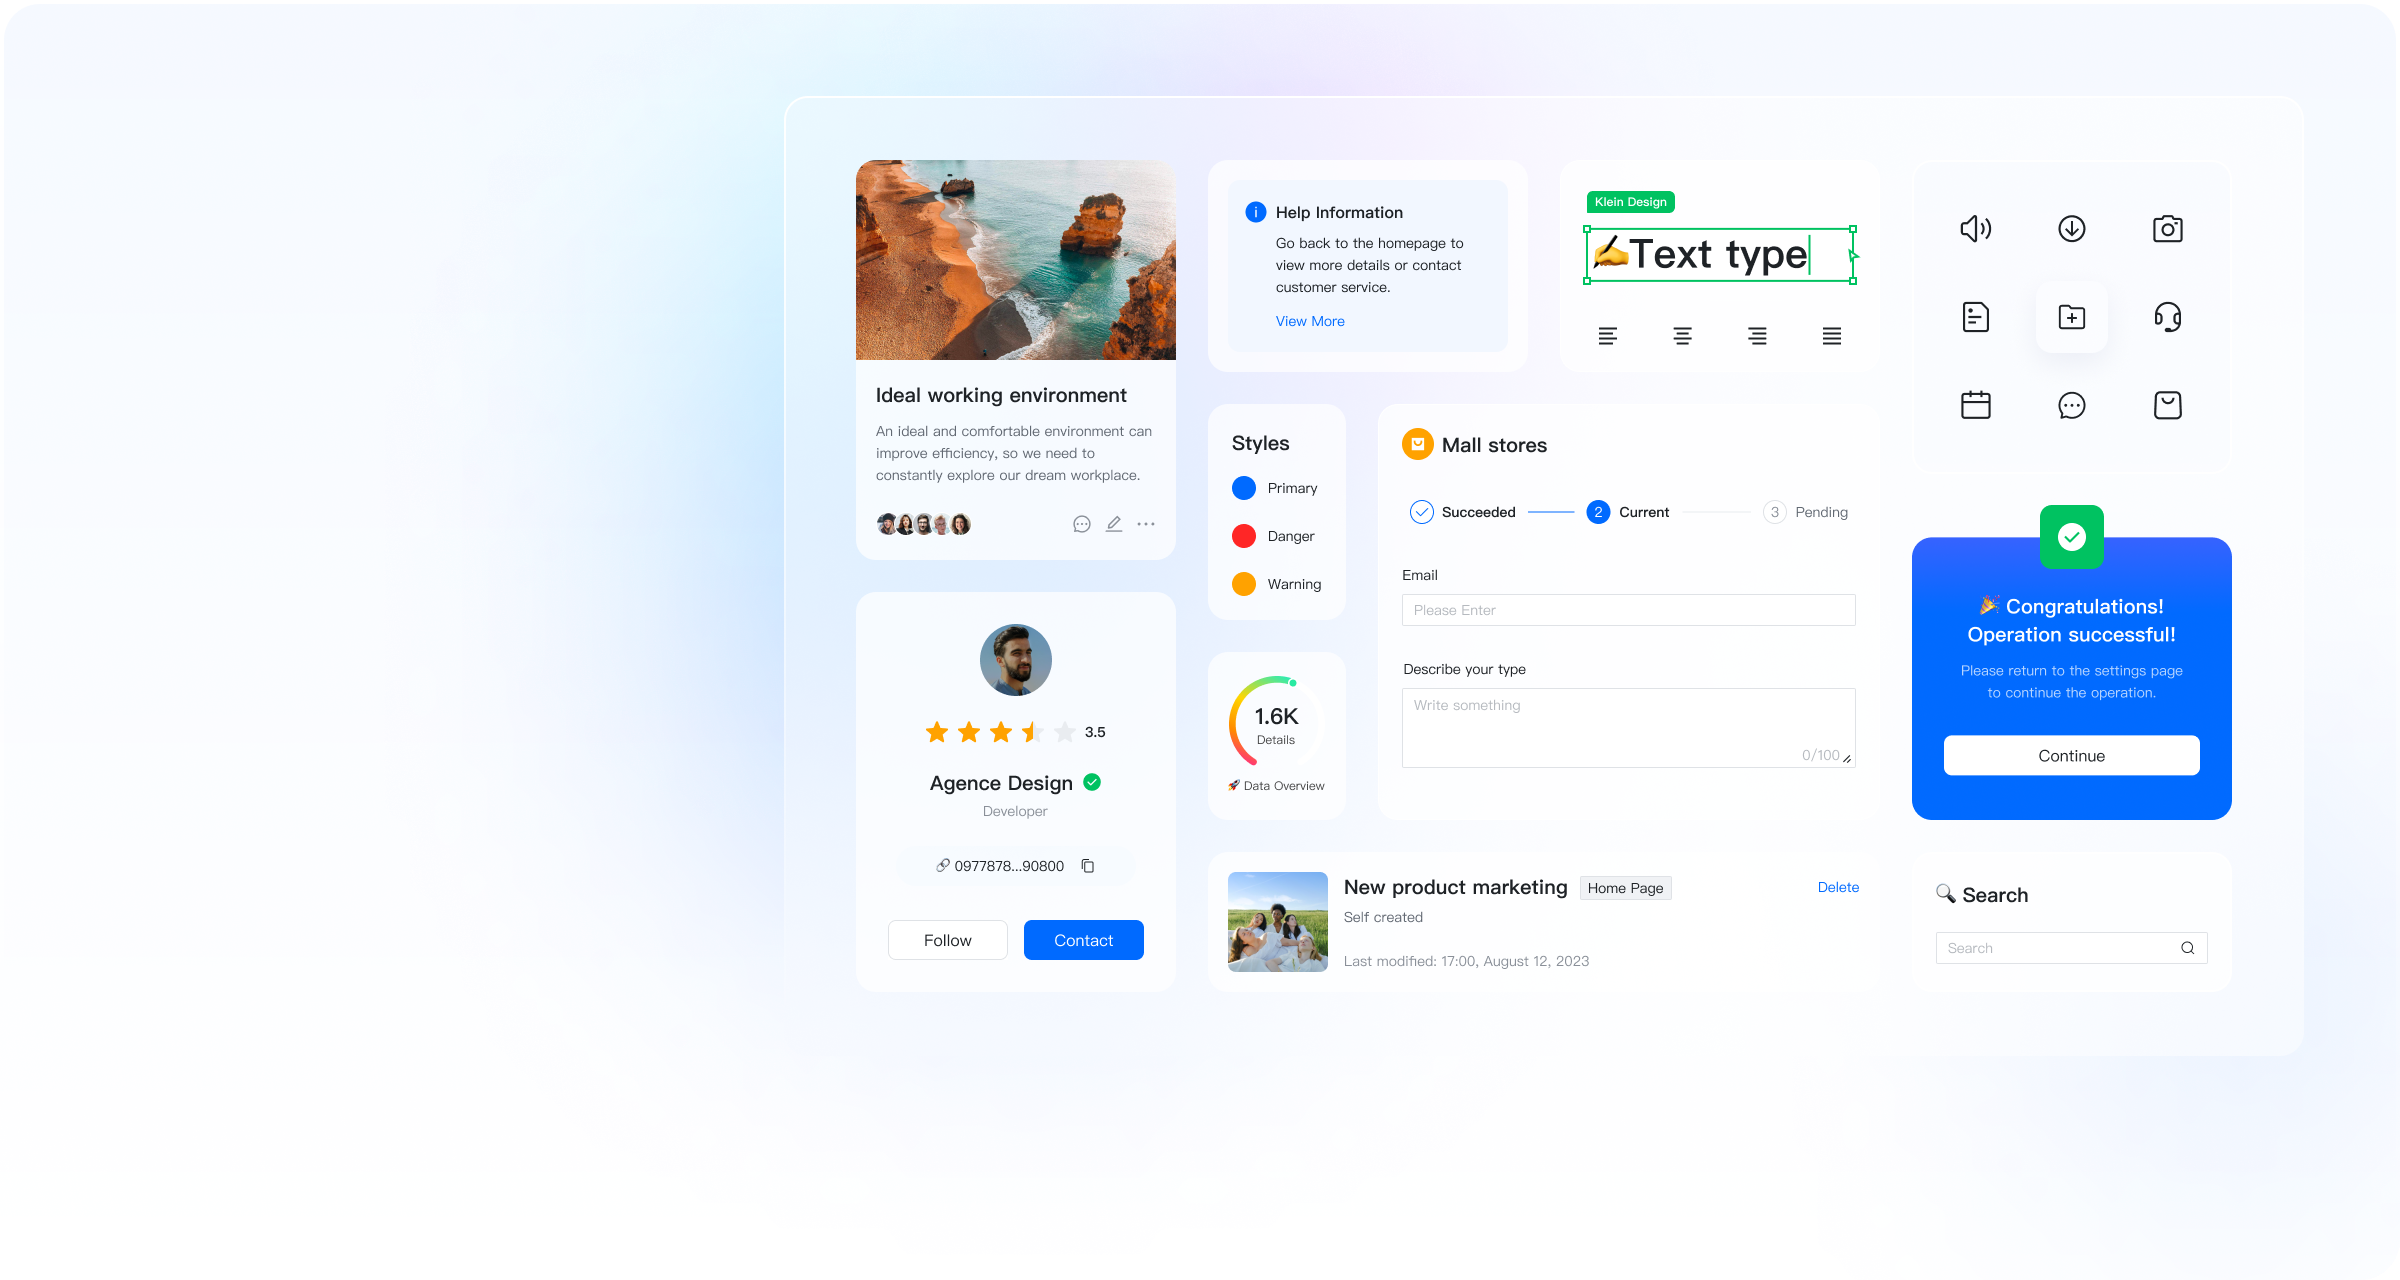 Ideal working environment
An ideal and comfortable environment can
improve efficiency, so we need to
constantly explore our dream workplace.
3.5
Agence Design
Developer
0977878...90800
Follow
Contact
Help Information
Go back to the homepage to
view more details or contact
customer service.
View More
Klein Design
✍Text type
Styles
Primary
Danger
Warning
1.6K
Details
🚀 Data Overview
Mall stores
Succeeded
2 Current
3 Pending
Email
Please Enter
Describe your type
Write something
0/100
New product marketing
Home Page
Delete
Self created
Last modified: 17:00, August 12, 2023
🎉 Congratulations!
Operation successful!
Please return to the settings page
to continue the operation.
Continue
🔍 Search
Search